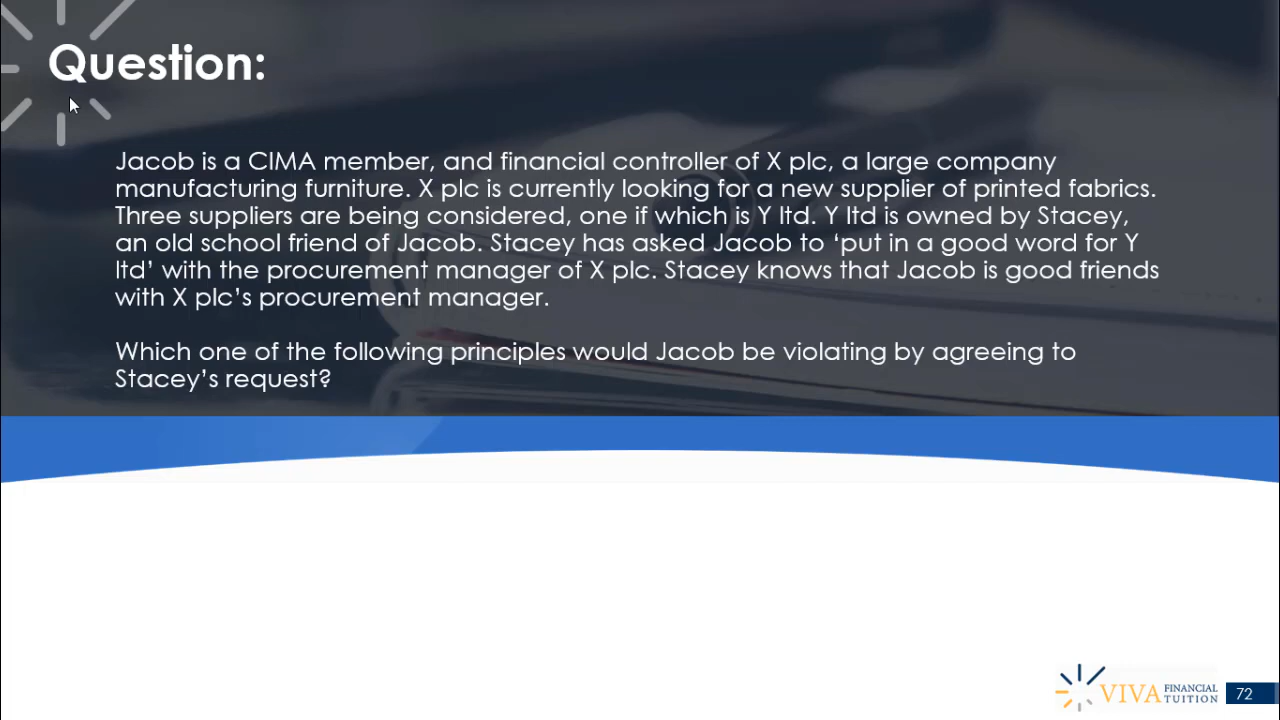 Question:
Jacob is a CIMA member, and financial controller of X plc, a large company
manufacturing furniture. X plc is currently looking for a new supplier of printed fabrics.
Three suppliers are being considered, one if which is Y ltd. Y ltd is owned by Stacey,
an old school friend of Jacob. Stacey has asked Jacob to ‘put in a good word for Y
ltd’ with the procurement manager of X plc. Stacey knows that Jacob is good friends
with X plc’s procurement manager.
Which one of the following principles would Jacob be violating by agreeing to
Stacey’s request?
VIVA FINANCIAL
TUITION
72